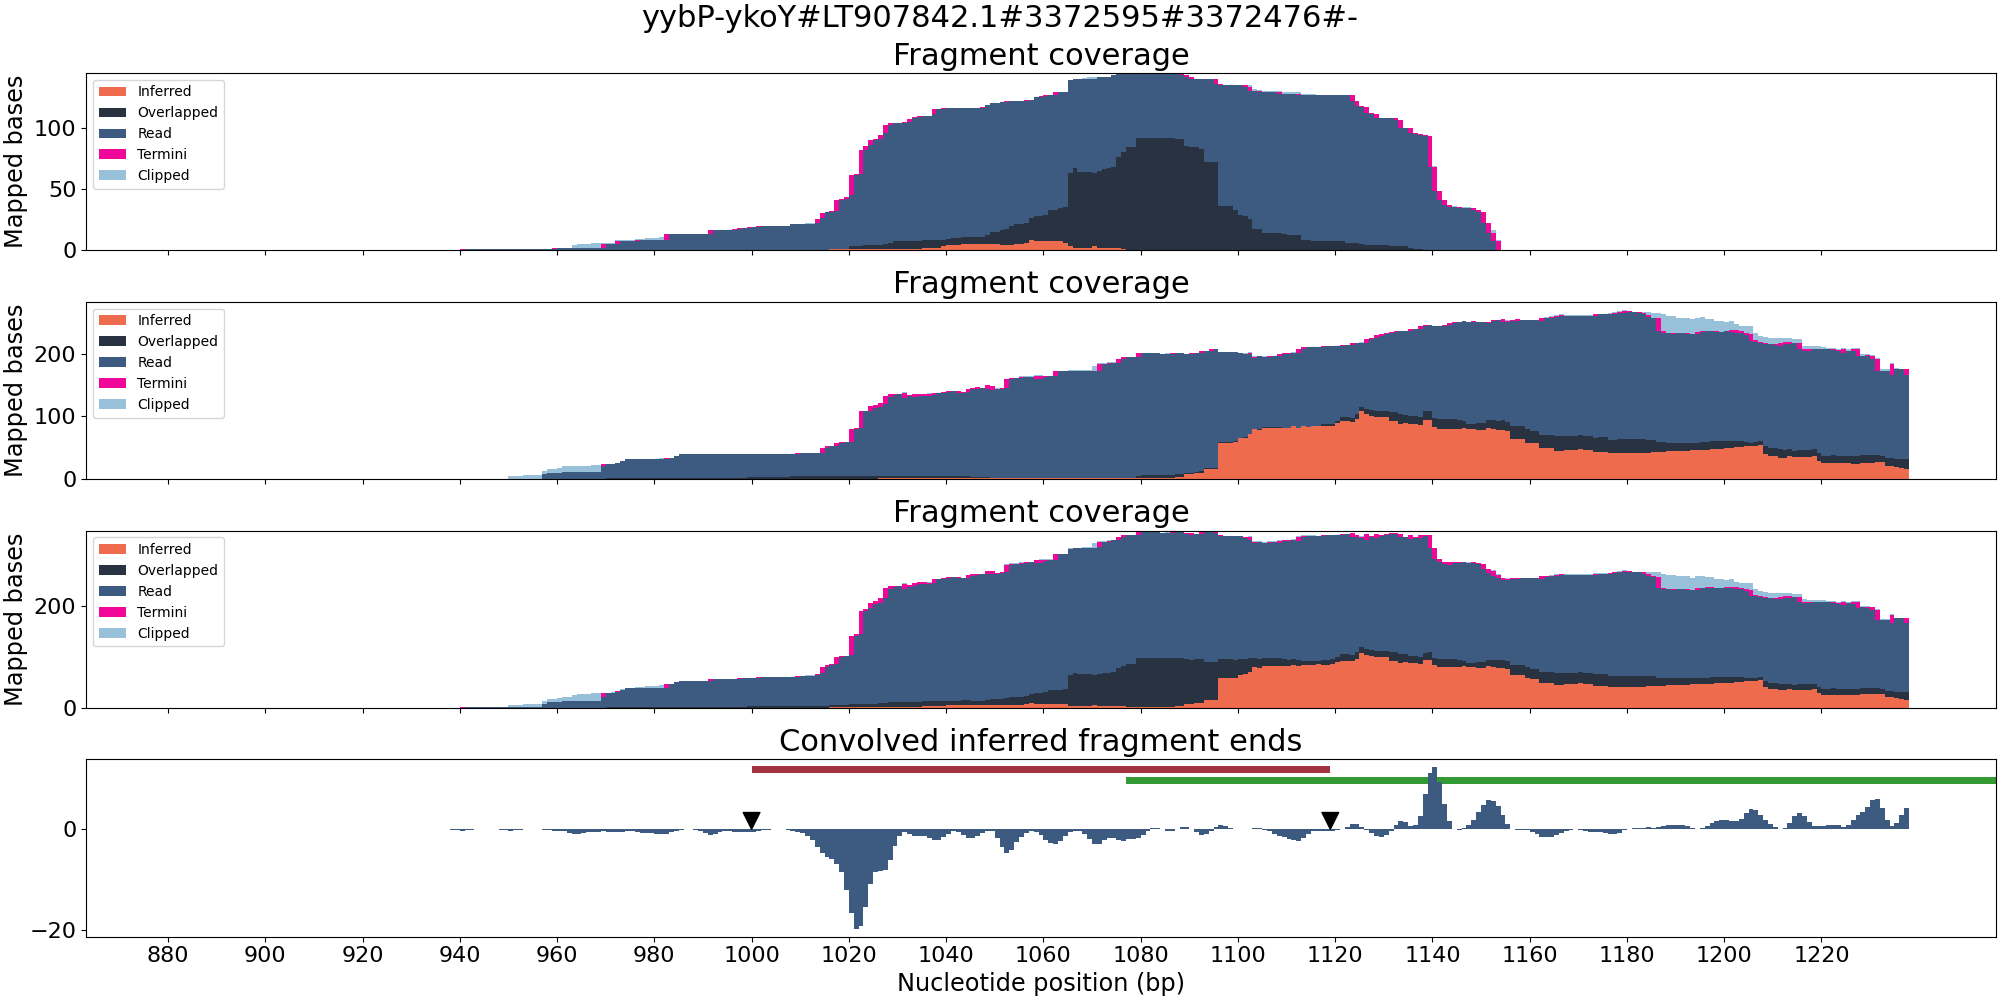 yybP-ykoY#LT907842.1#3372595#3372476#-
Fragment coverage
Mapped bases
100
50
0
Inferred
Overlapped
Read
Termini
Clipped
Fragment coverage
Mapped bases
200
100
0
Inferred
Overlapped
Read
Termini
Clipped
Fragment coverage
Mapped bases
200
0
Inferred
Overlapped
Read
Termini
Clipped
Convolved inferred fragment ends
0
−20
880 900 920 940 960 980 1000 1020 1040 1060 1080 1100 1120 1140 1160 1180 1200 1220
Nucleotide position (bp)